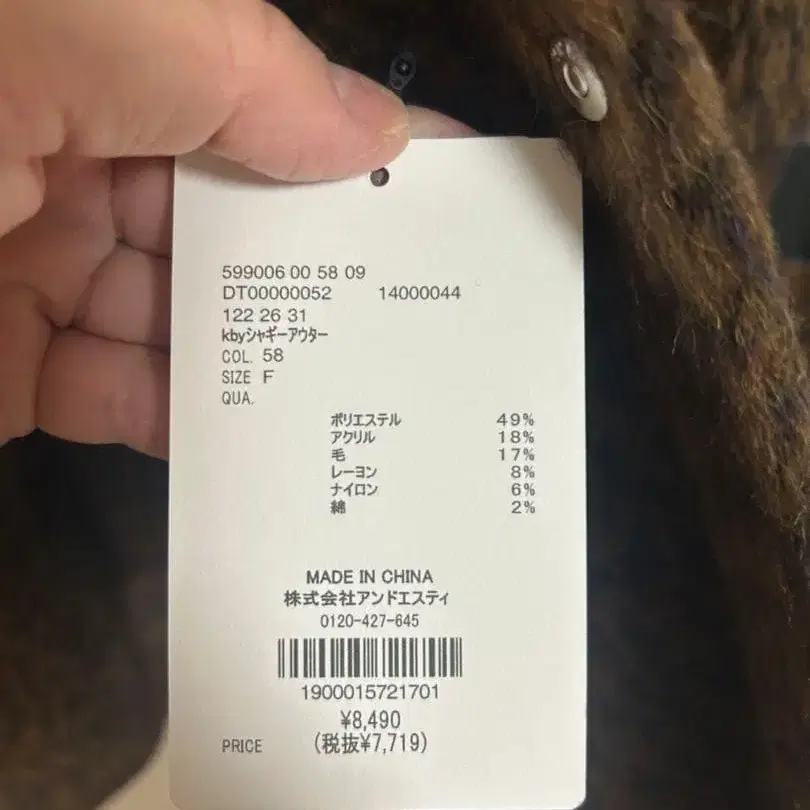 599006 00 58 09
DT00000052 14000044
122 26 31
kbyシャギーアウター
COL. 58
SIZE F
QUA.
ポリエステル 49%
アクリル 18%
毛 17%
レーヨン 8%
ナイロン 6%
綿 2%
MADE IN CHINA
株式会社アンドエスティ
0120-427-645
1900015721701
¥8,490
PRICE (税抜¥7,719)